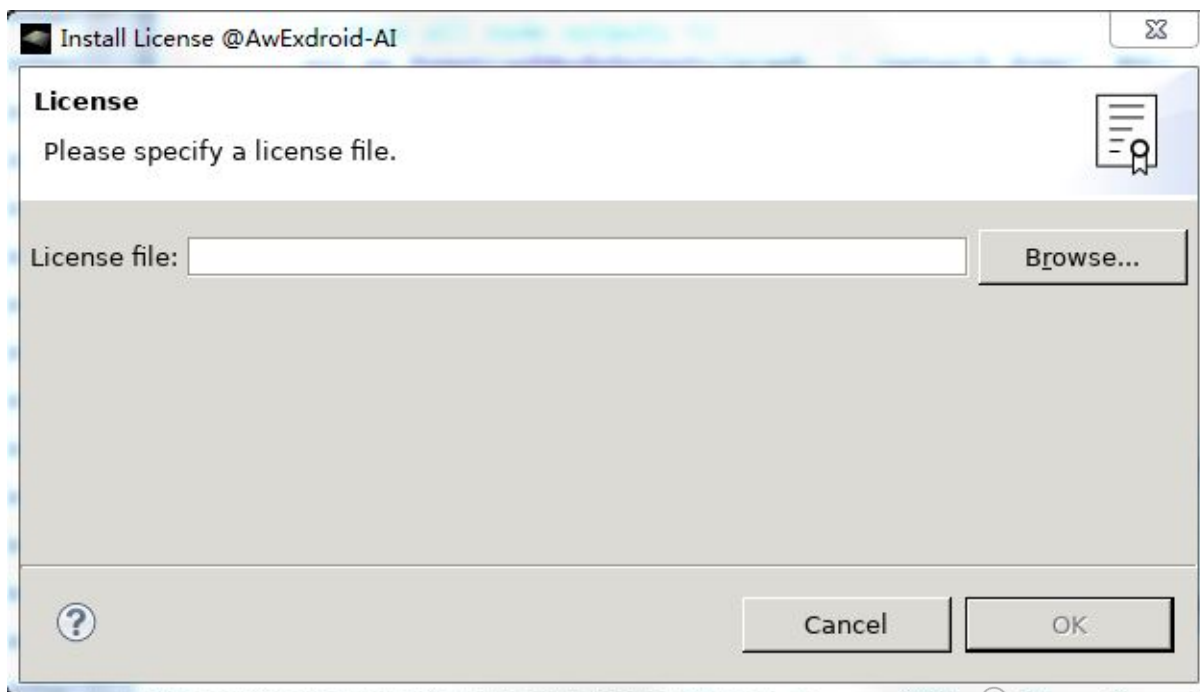 Install License @AwExdroid-AI
License
Please specify a license file.
License file:
Browse...
Cancel
OK